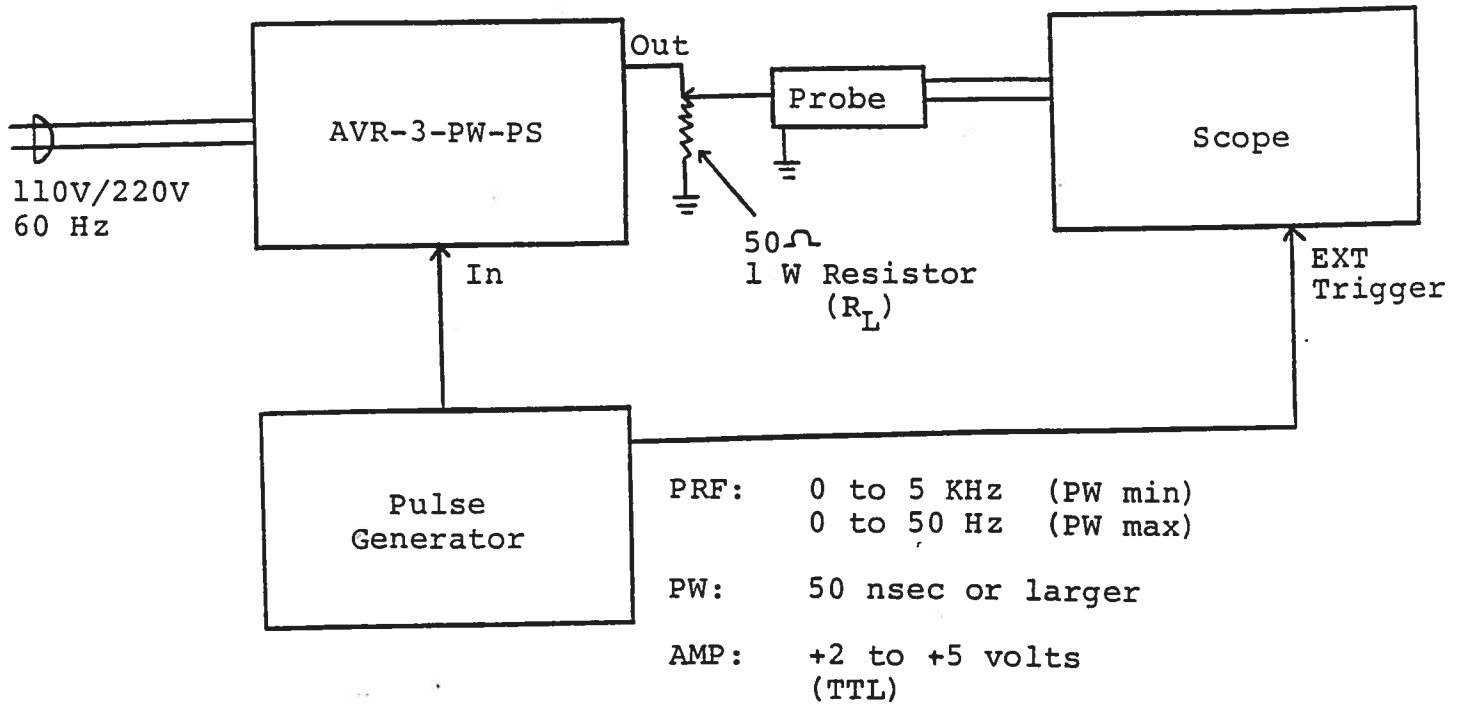 Out
AVR-3-PW-PS
Probe
Scope
110V/220V
60 Hz
50Ω
1 W Resistor
(R_L)
In
EXT
Trigger
Pulse
Generator
PRF: 0 to 5 KHz (PW min)
0 to 50 Hz (PW max)
PW: 50 nsec or larger
AMP: +2 to +5 volts
(TTL)